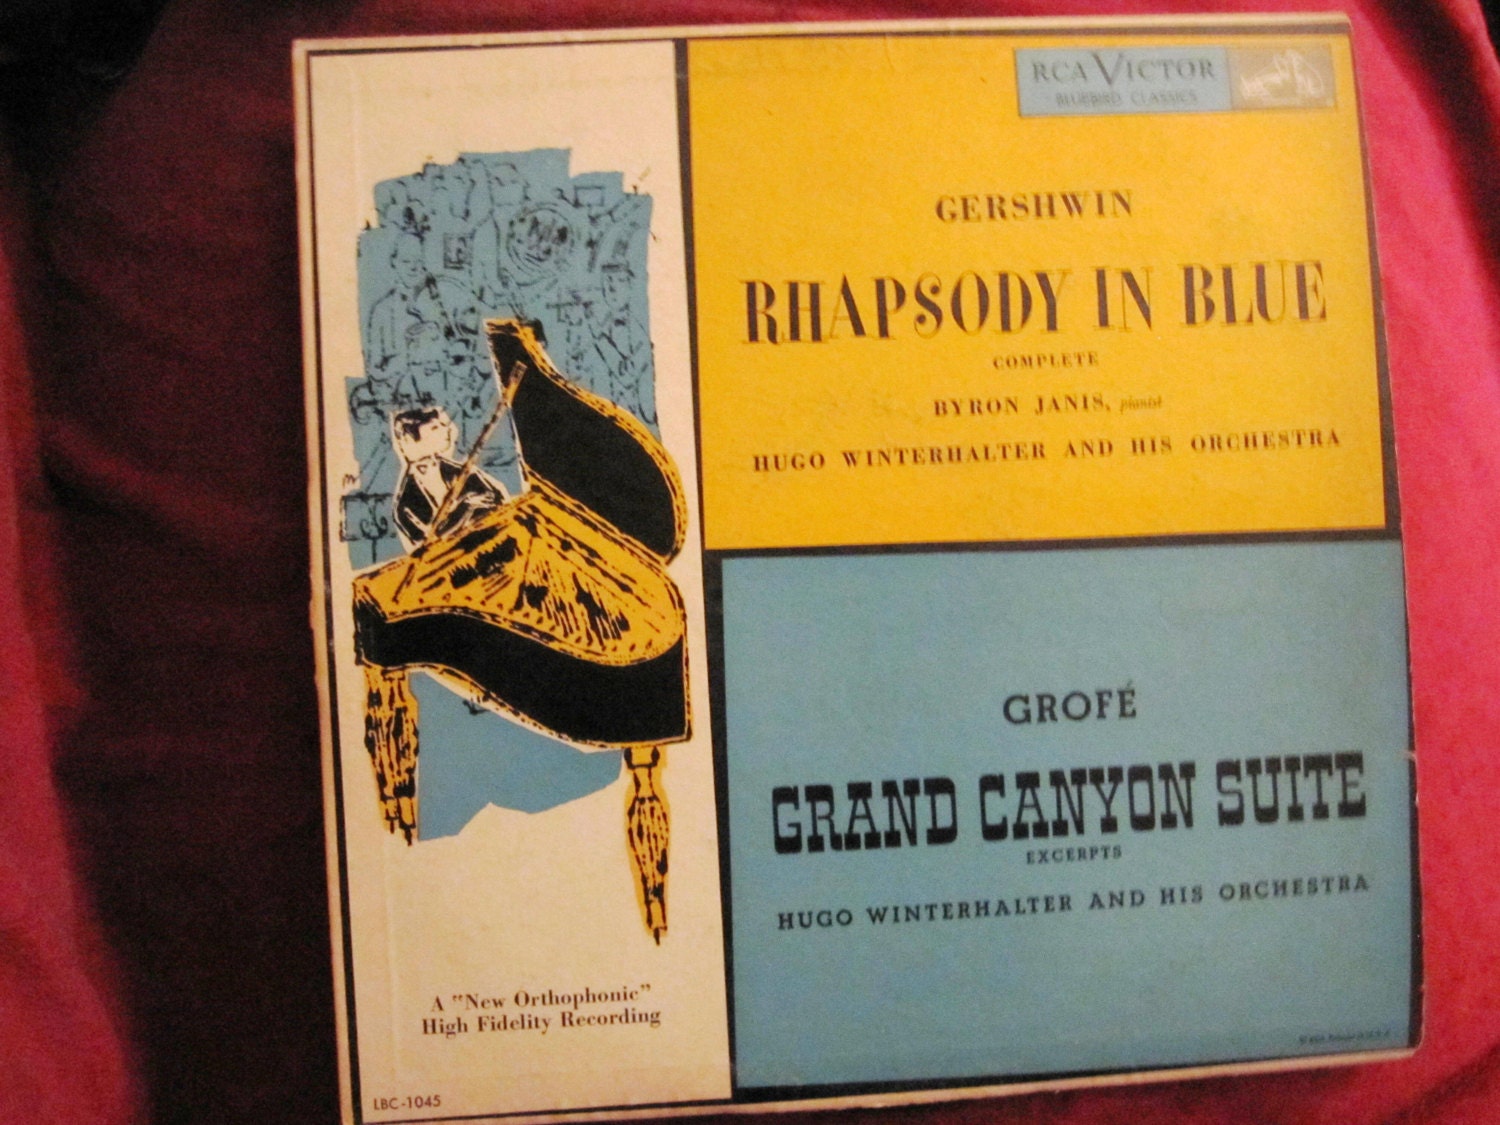 RCA VICTOR
BLUEBIRD CLASSICS
GERSHWIN
RHAPSODY IN BLUE
COMPLETE
BYRON JANIS, pianist
HUGO WINTERHALTER AND HIS ORCHESTRA
GROFÉ
GRAND CANYON SUITE
EXCERPTS
HUGO WINTERHALTER AND HIS ORCHESTRA
A "New Orthophonic"
High Fidelity Recording
LBC-1045